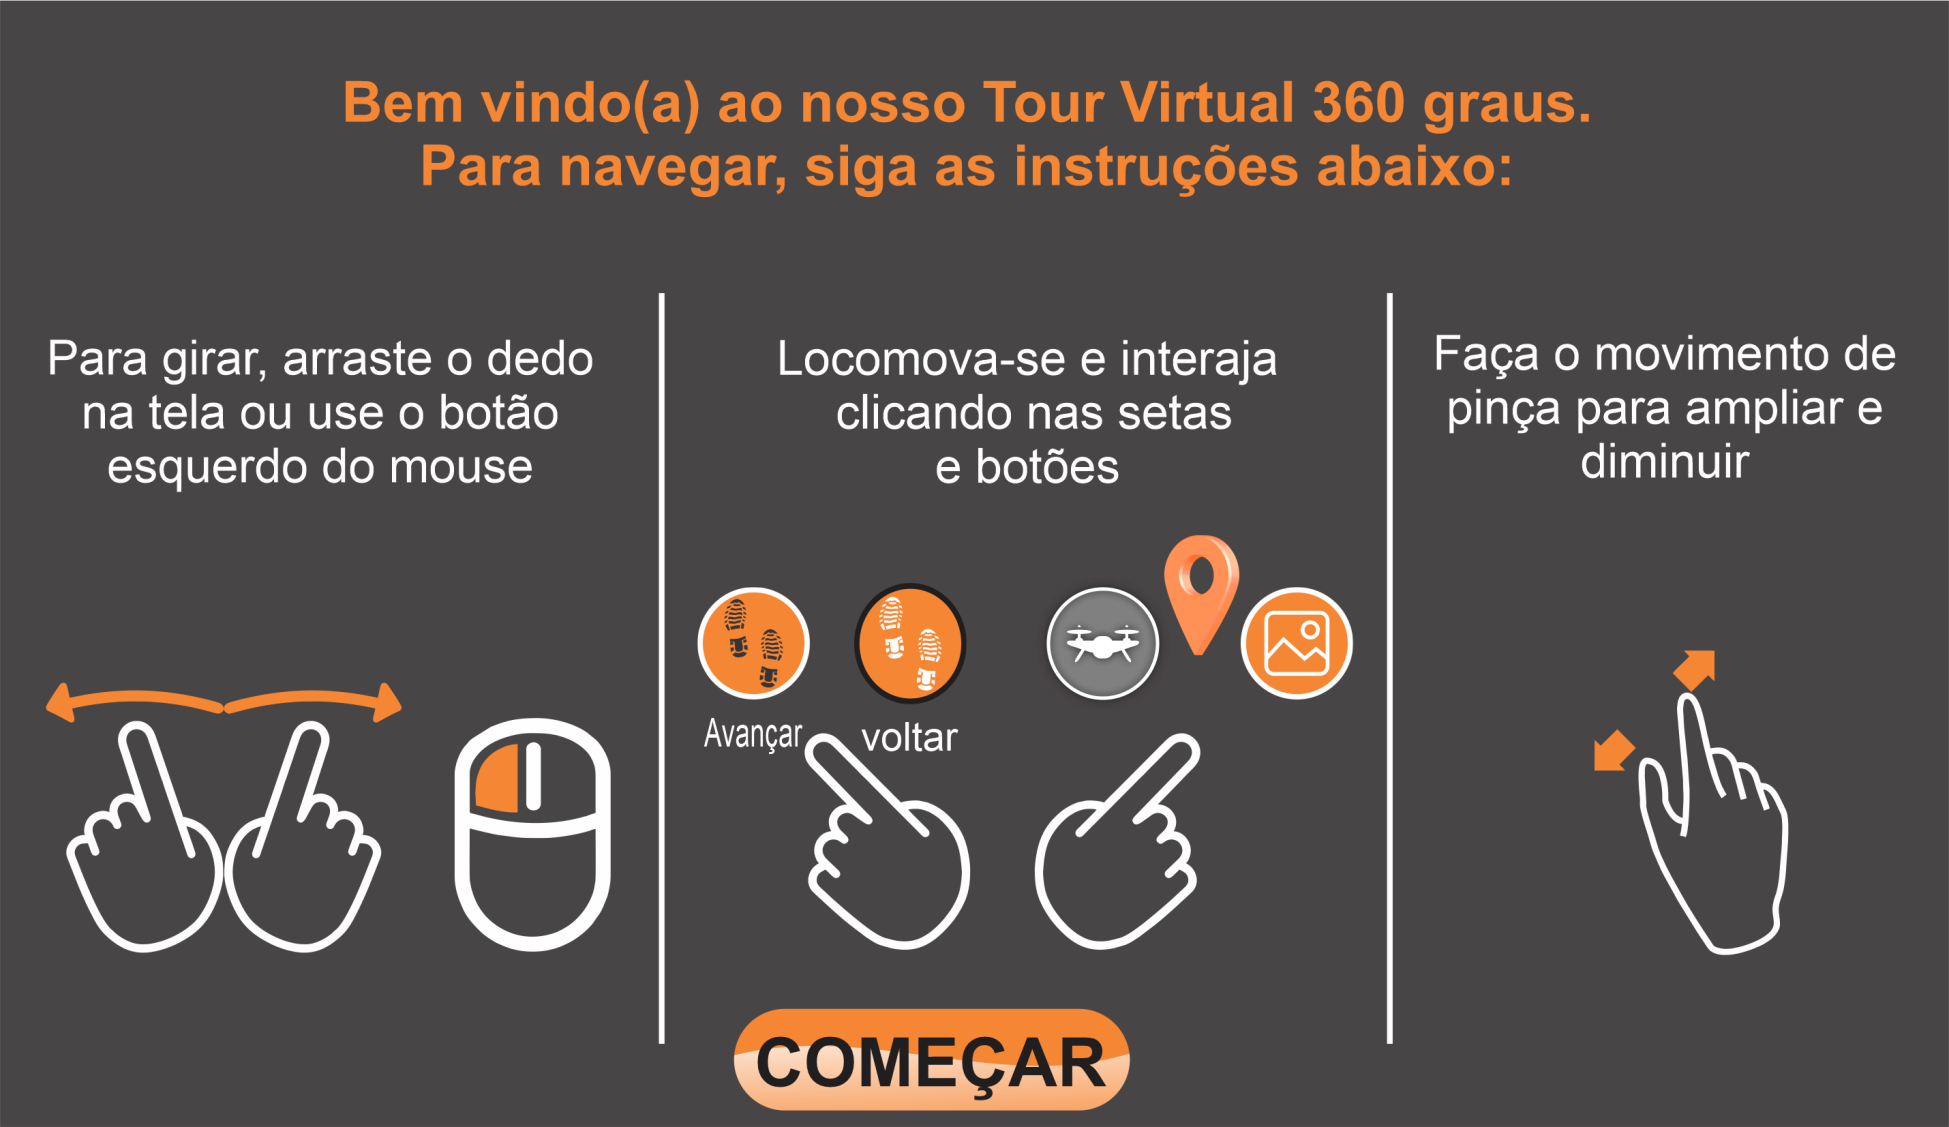 Bem vindo(a) ao nosso Tour Virtual 360 graus.
Para navegar, siga as instruções abaixo:
Para girar, arraste o dedo
na tela ou use o botão
esquerdo do mouse
Locomova-se e interaja
clicando nas setas
e botões
Avançar
voltar
Faça o movimento de
pinça para ampliar e
diminuir
COMEÇAR